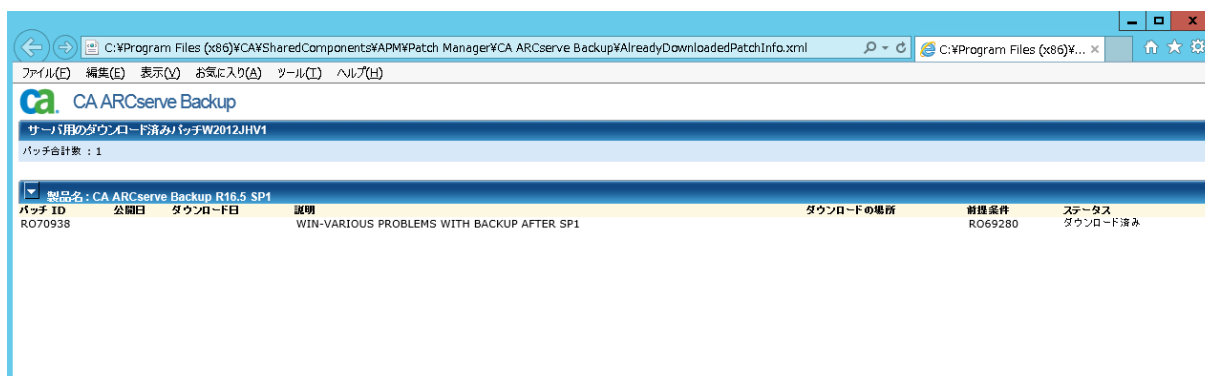 C:¥Program Files (x86)¥CA¥SharedComponents¥APM¥Patch Manager¥CA ARCserve Backup¥AlreadyDownloadedPatchInfo.xml
C:¥Program Files (x86)¥...
ファイル(F) 編集(E) 表示(V) お気に入り(A) ツール(T) ヘルプ(H)
ca. CA ARCserve Backup
サーバ用のダウンロード済みパッチW2012JHV1
パッチ合計数 : 1
製品名 : CA ARCserve Backup R16.5 SP1
パッチ ID 公開日 ダウンロード日 説明 ダウンロードの場所 前提条件 ステータス
RO70938 WIN-VARIOUS PROBLEMS WITH BACKUP AFTER SP1 RO69280 ダウンロード済み